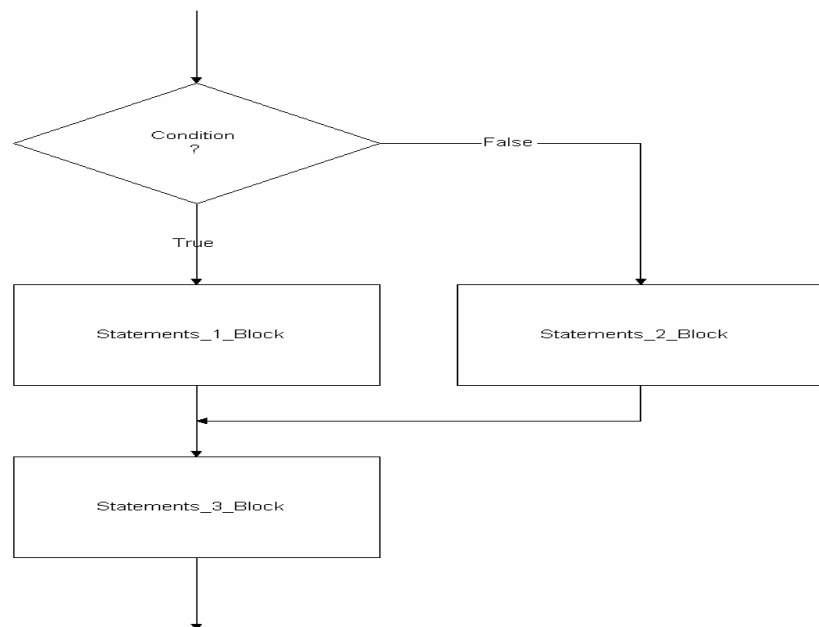 Condition
?
False
True
Statements_1_Block
Statements_2_Block
Statements_3_Block